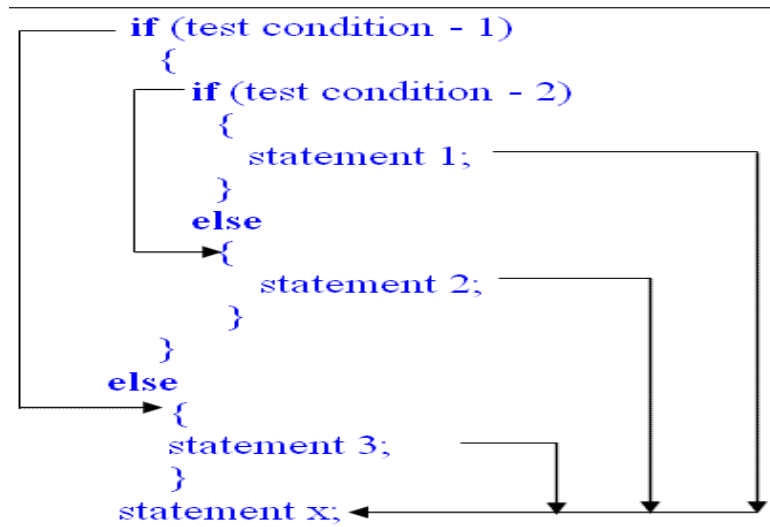 if (test condition - 1)
{
if (test condition - 2)
{
statement 1;
}
else
{
statement 2;
}
}
else
{
statement 3;
}
statement x;